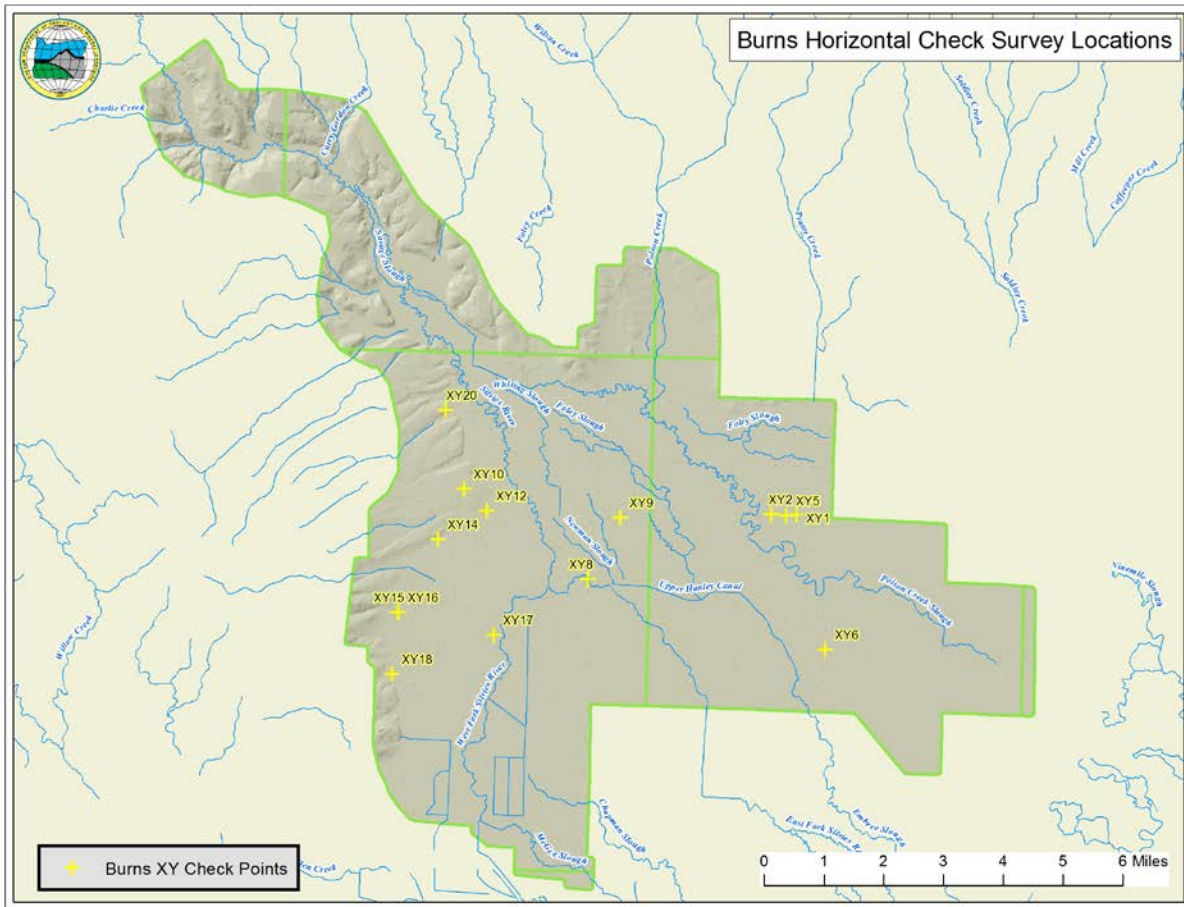 Burns Horizontal Check Survey Locations
Wilson Creek
Charlie Creek
Curry Gordon Creek
Soldier Creek
Mill Creek
Coffeepot Creek
Foley Creek
Poison Creek
Prater Creek
Soldier Creek
Whiting Slough
Silvies River
Foley Slough
Foley Slough
XY20
XY10
XY12
XY9
XY2 XY5
XY1
XY14
Newman Slough
XY8
Upper Hanley Canal
Poison Creek Slough
Ninemile Slough
Willow Creek
XY15 XY16
XY17
XY6
XY18
West Fork Silvies River
Chapman Slough
McGee Slough
East Fork Silvies R
Embree Slough
Burns XY Check Points
0 1 2 3 4 5 6 Miles